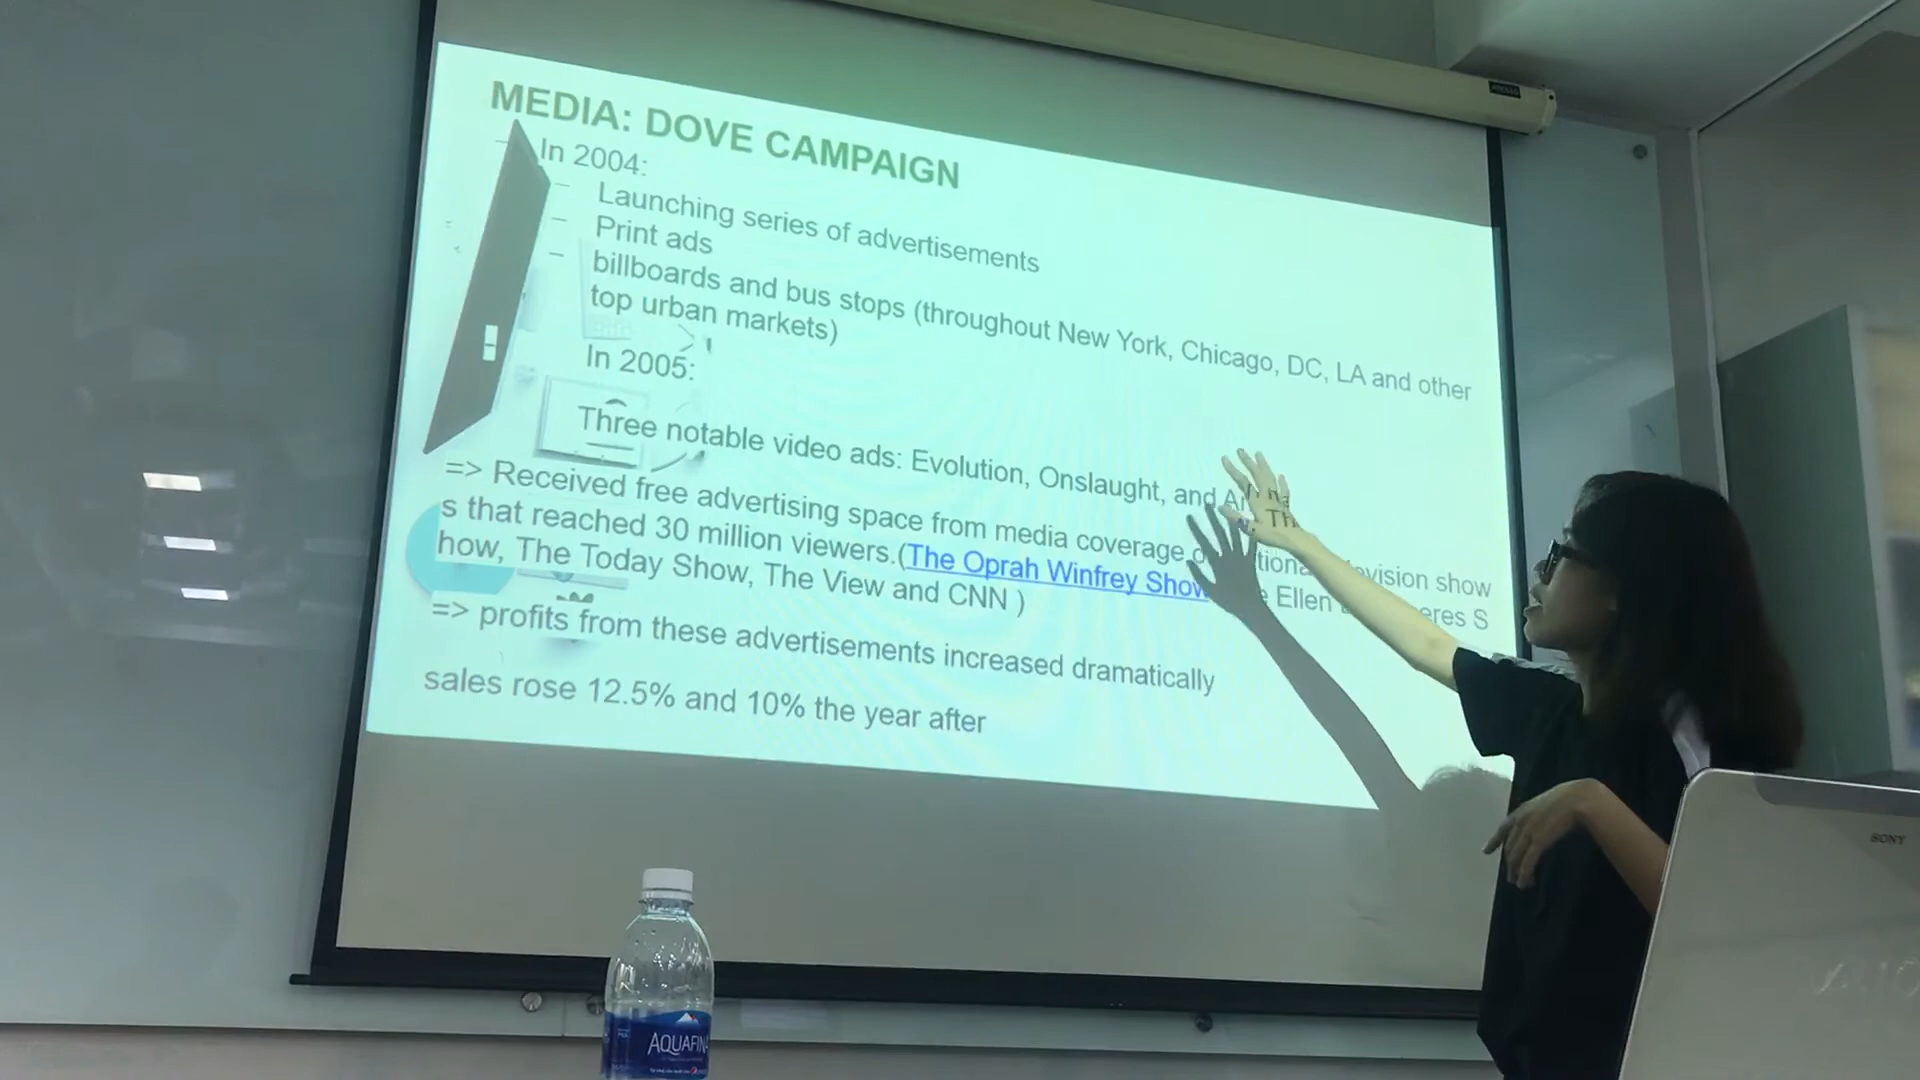 MEDIA: DOVE CAMPAIGN
– In 2004:
– Launching series of advertisements
– Print ads
– billboards and bus stops (throughout New York, Chicago, DC, LA and other
top urban markets)
In 2005:
Three notable video ads: Evolution, Onslaught, and
=> Received free advertising space from media coverage show
s that reached 30 million viewers.(The Oprah Winfrey Show Ellen S
how, The Today Show, The View and CNN )
=> profits from these advertisements increased dramatically
sales rose 12.5% and 10% the year after
SONY
AQUAFINA